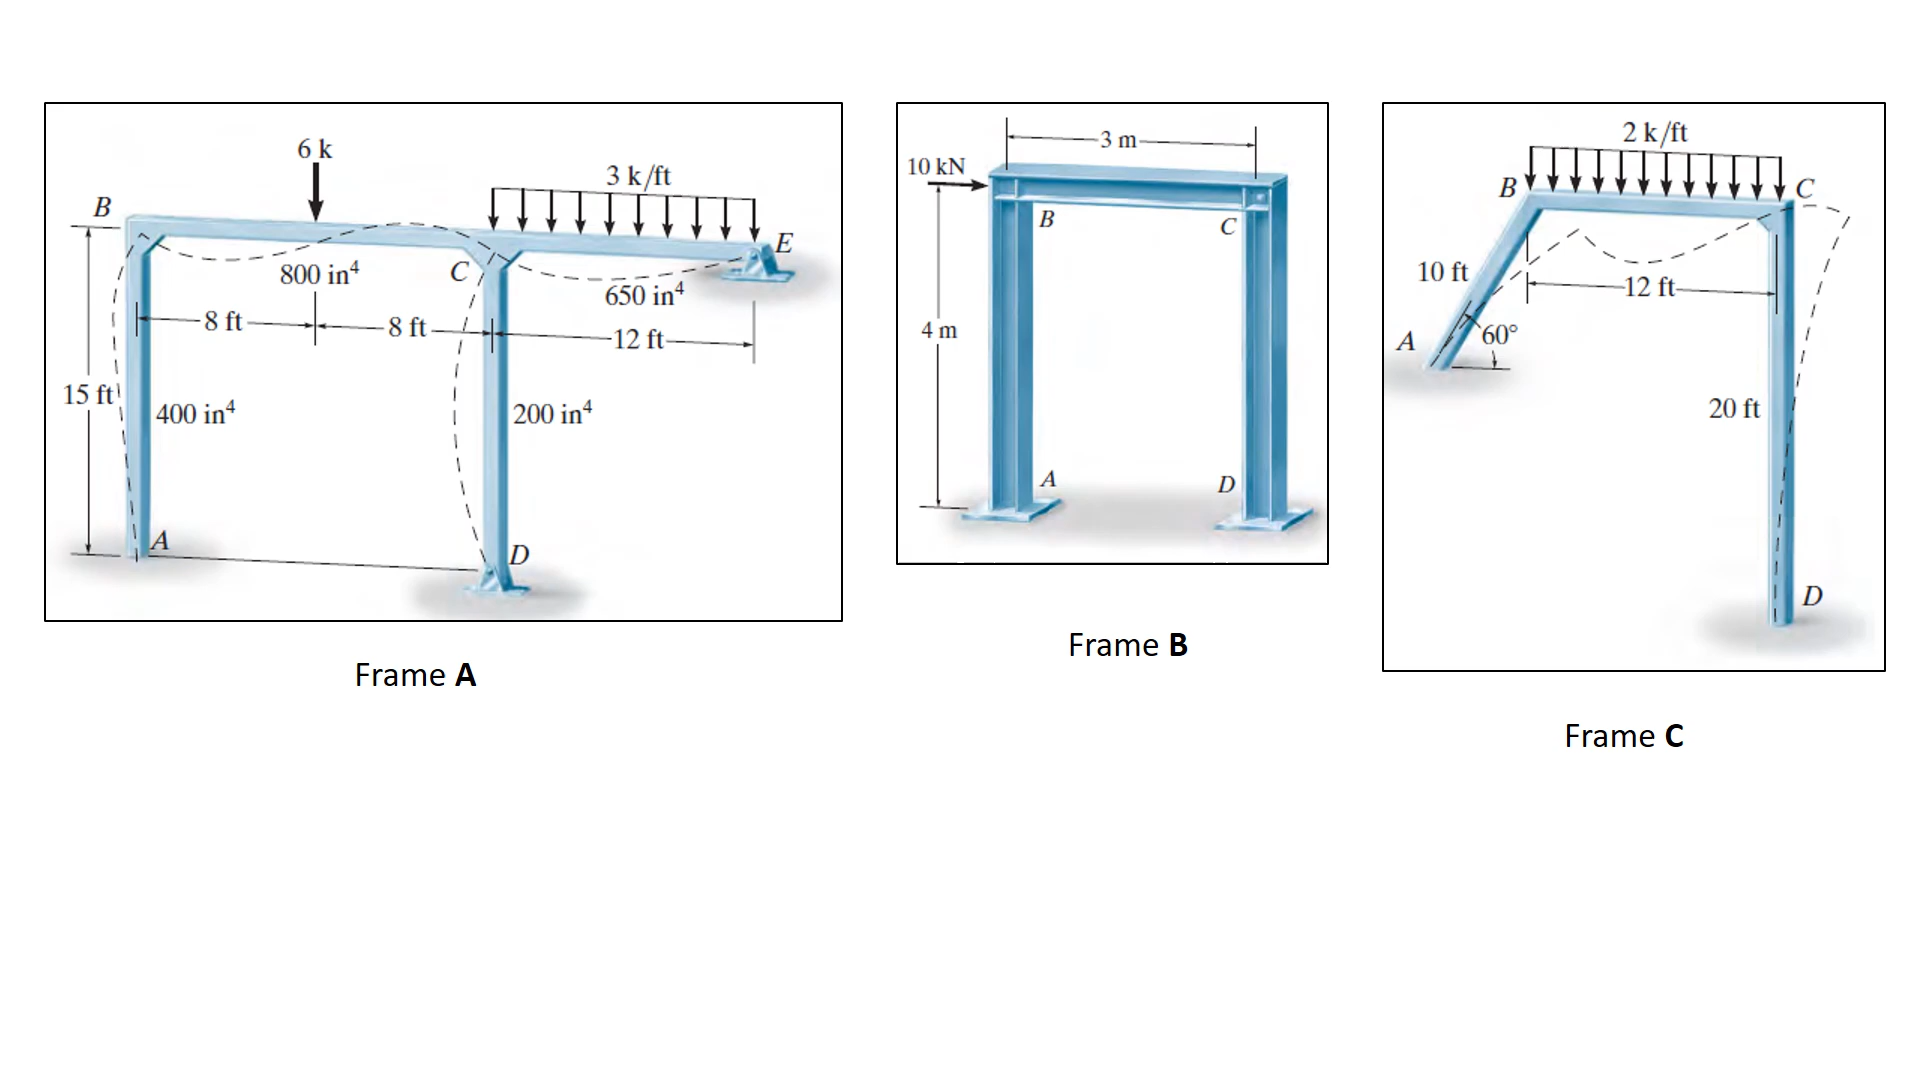 6 k
3 k/ft
B
E
C
800 in⁴
650 in⁴
8 ft
8 ft
12 ft
15 ft
400 in⁴
200 in⁴
A
D
Frame A
3 m
10 kN
B
C
4 m
A
D
Frame B
2 k/ft
B
C
10 ft
12 ft
A
60°
20 ft
D
Frame C